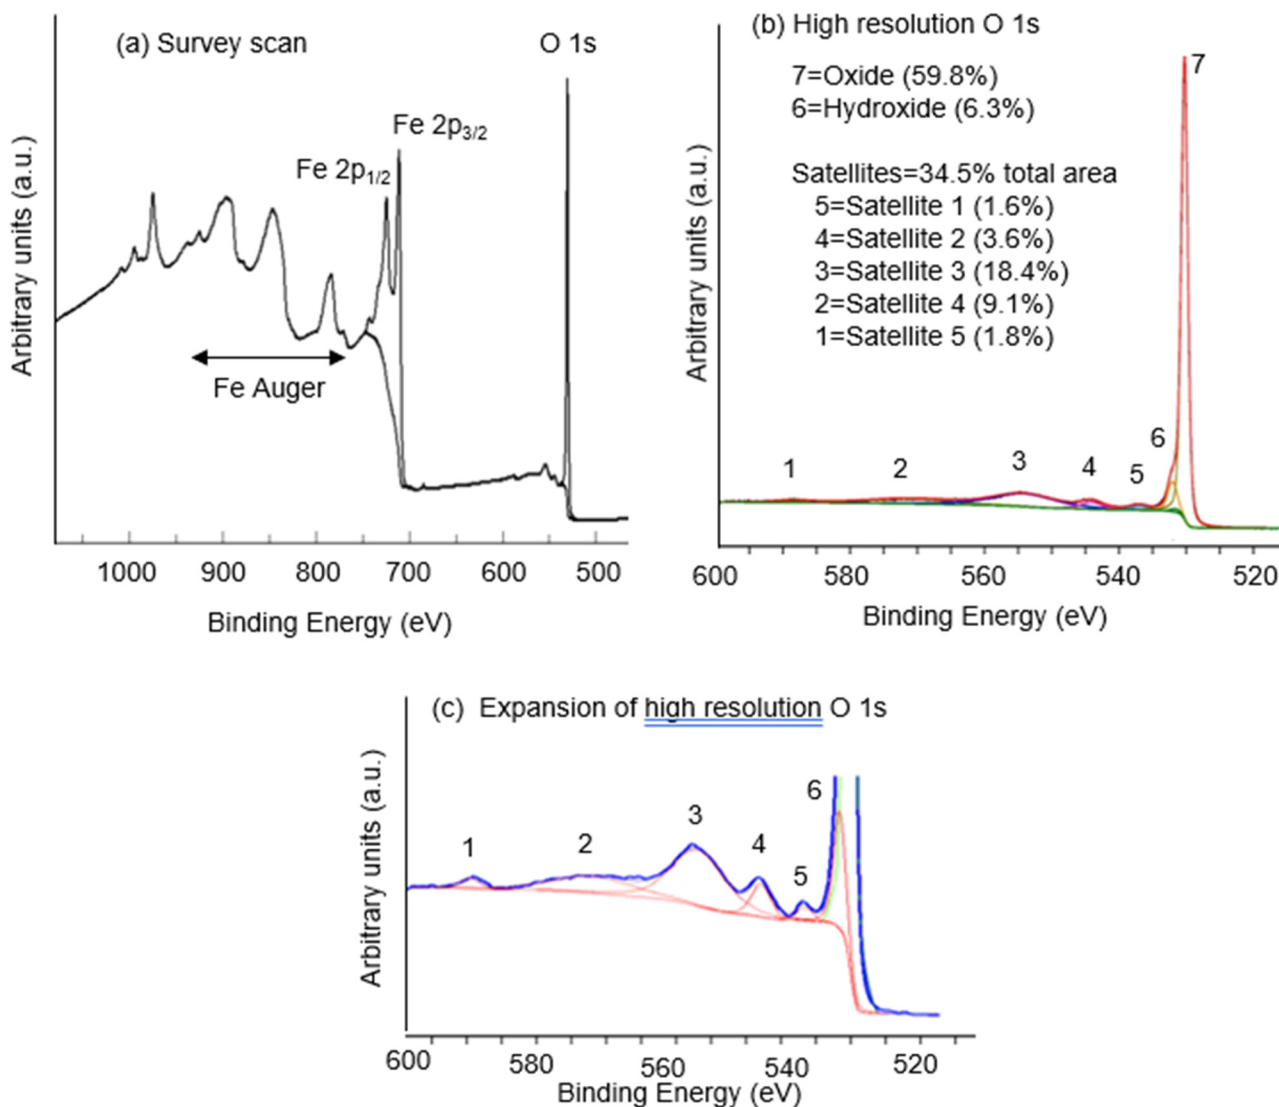 (a) Survey scan
O 1s
Fe 2p3/2
Fe 2p1/2
Fe Auger
Arbitrary units (a.u.)
1000 900 800 700 600 500
Binding Energy (eV)
(b) High resolution O 1s
7=Oxide (59.8%)
6=Hydroxide (6.3%)
Satellites=34.5% total area
5=Satellite 1 (1.6%)
4=Satellite 2 (3.6%)
3=Satellite 3 (18.4%)
2=Satellite 4 (9.1%)
1=Satellite 5 (1.8%)
7
6
1 2 3 4 5
Arbitrary units (a.u.)
600 580 560 540 520
Binding Energy (eV)
(c) Expansion of high resolution O 1s
6
3
1 2 4
5
Arbitrary units (a.u.)
600 580 560 540 520
Binding Energy (eV)